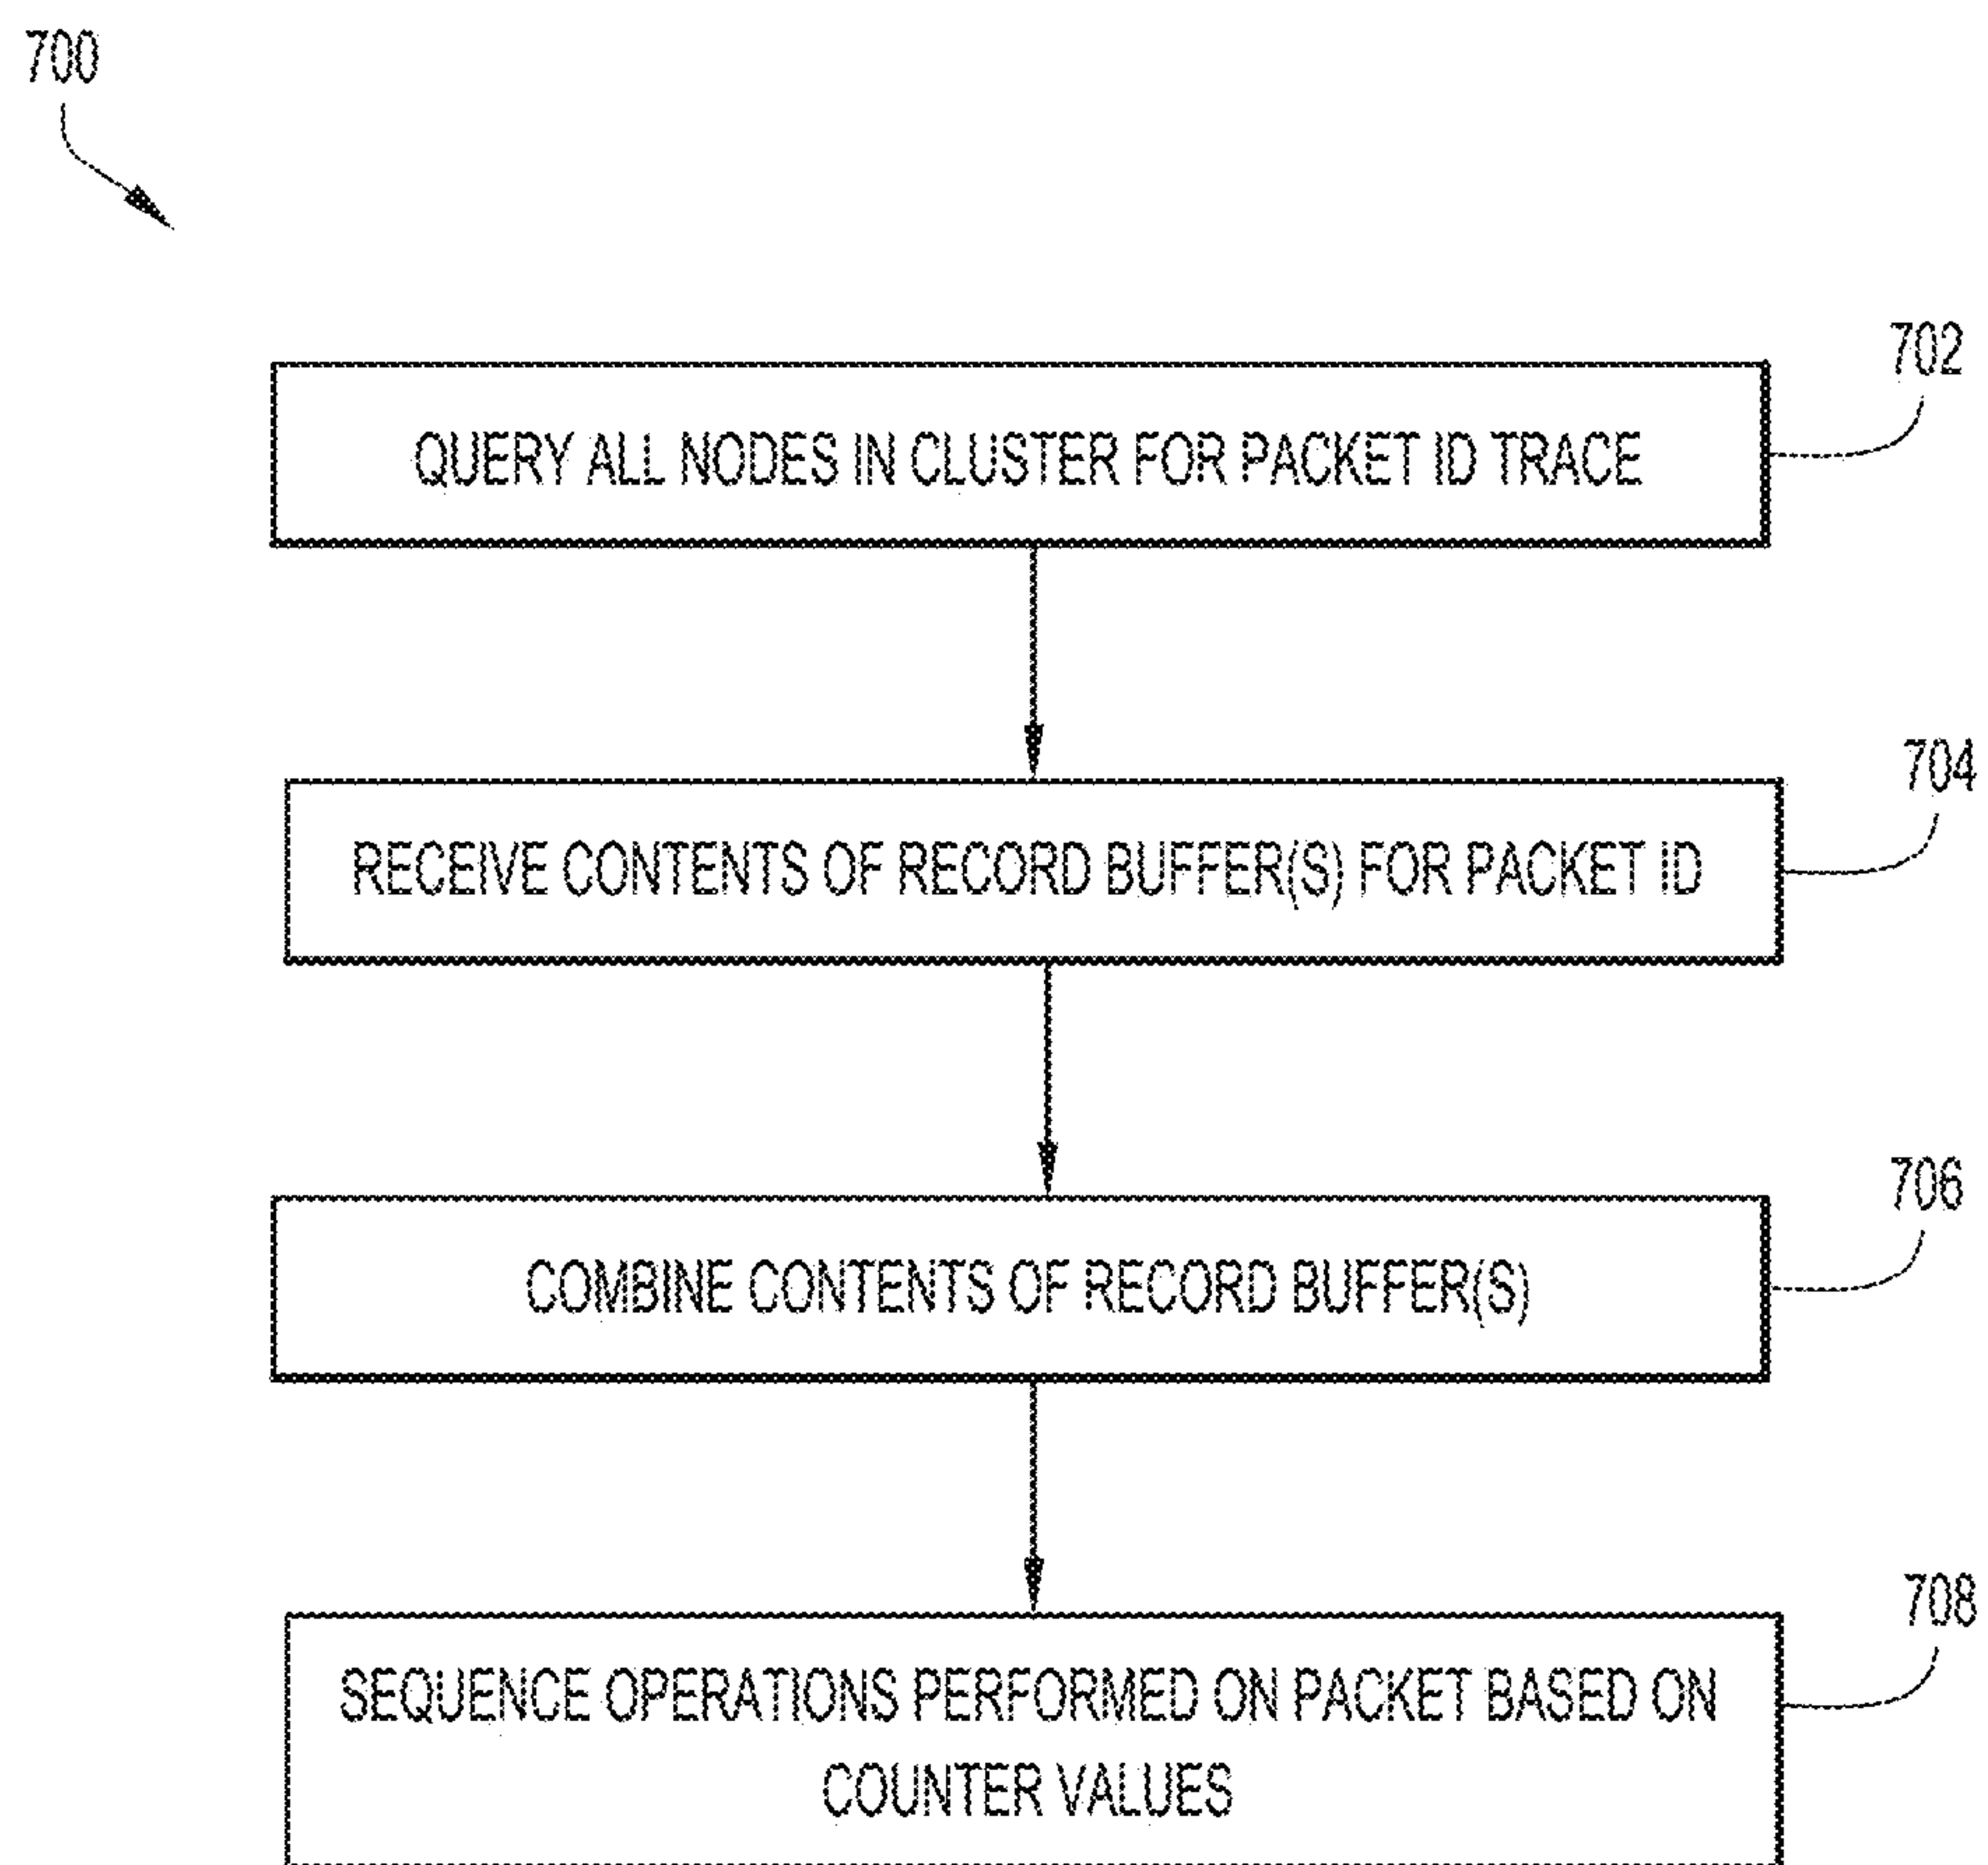 700
702
QUERY ALL NODES IN CLUSTER FOR PACKET ID TRACE
704
RECEIVE CONTENTS OF RECORD BUFFER(S) FOR PACKET ID
706
COMBINE CONTENTS OF RECORD BUFFER(S)
708
SEQUENCE OPERATIONS PERFORMED ON PACKET BASED ON
COUNTER VALUES